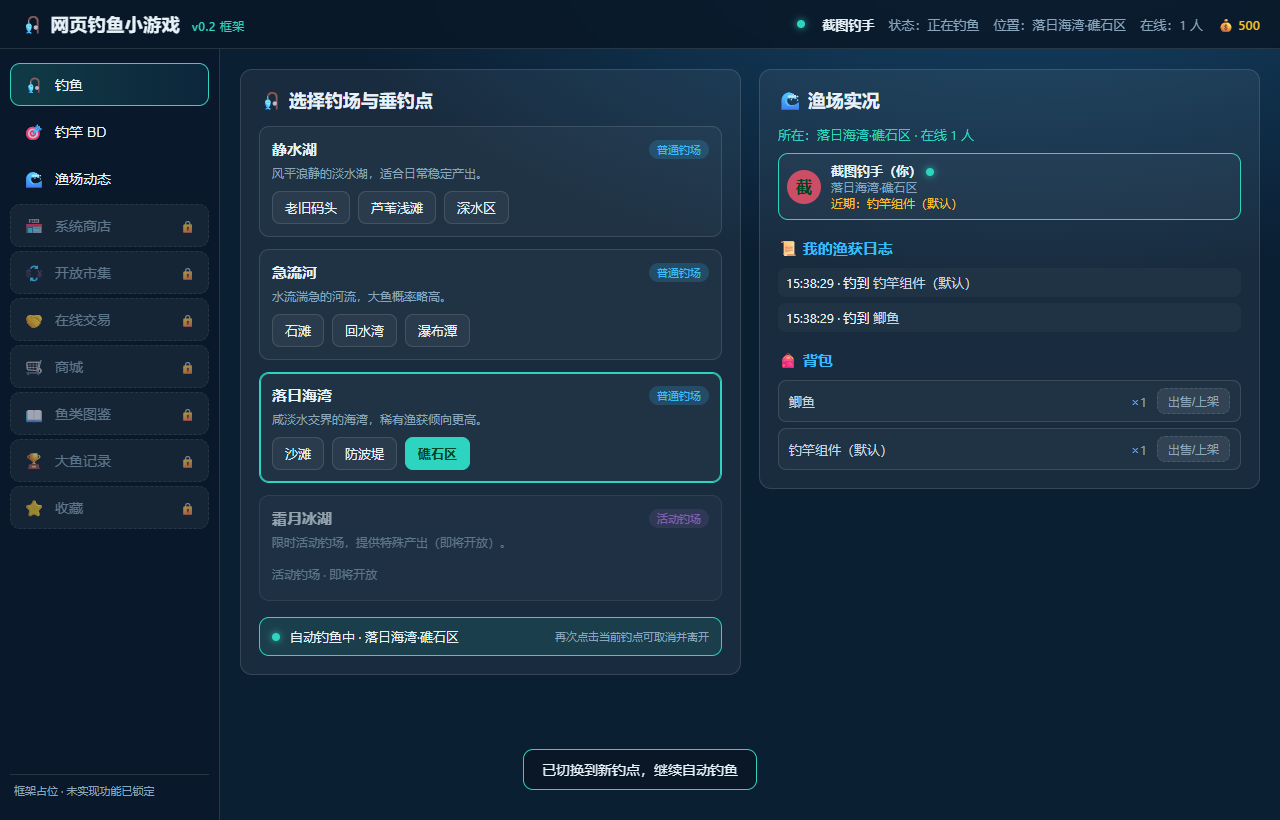 网页钓鱼小游戏 v0.2 框架
截图钓手 状态：正在钓鱼 位置：落日海湾·礁石区 在线：1 人 500
钓鱼
钓竿 BD
渔场动态
系统商店
开放市集
在线交易
商城
鱼类图鉴
大鱼记录
收藏
框架占位 · 未实现功能已锁定
选择钓场与垂钓点
静水湖 普通钓场
风平浪静的淡水湖，适合日常稳定产出。
老旧码头 芦苇浅滩 深水区
急流河 普通钓场
水流湍急的河流，大鱼概率略高。
石滩 回水湾 瀑布潭
落日海湾 普通钓场
咸淡水交界的海湾，稀有渔获倾向更高。
沙滩 防波堤 礁石区
霜月冰湖 活动钓场
限时活动钓场，提供特殊产出（即将开放）。
活动钓场 · 即将开放
自动钓鱼中 · 落日海湾·礁石区 再次点击当前钓点可取消并离开
渔场实况
所在：落日海湾·礁石区 · 在线 1 人
截
截图钓手（你）
落日海湾·礁石区
近期：钓竿组件（默认）
我的渔获日志
15:38:29 · 钓到 钓竿组件（默认）
15:38:29 · 钓到 鲫鱼
背包
鲫鱼 ×1 出售/上架
钓竿组件（默认） ×1 出售/上架
已切换到新钓点，继续自动钓鱼